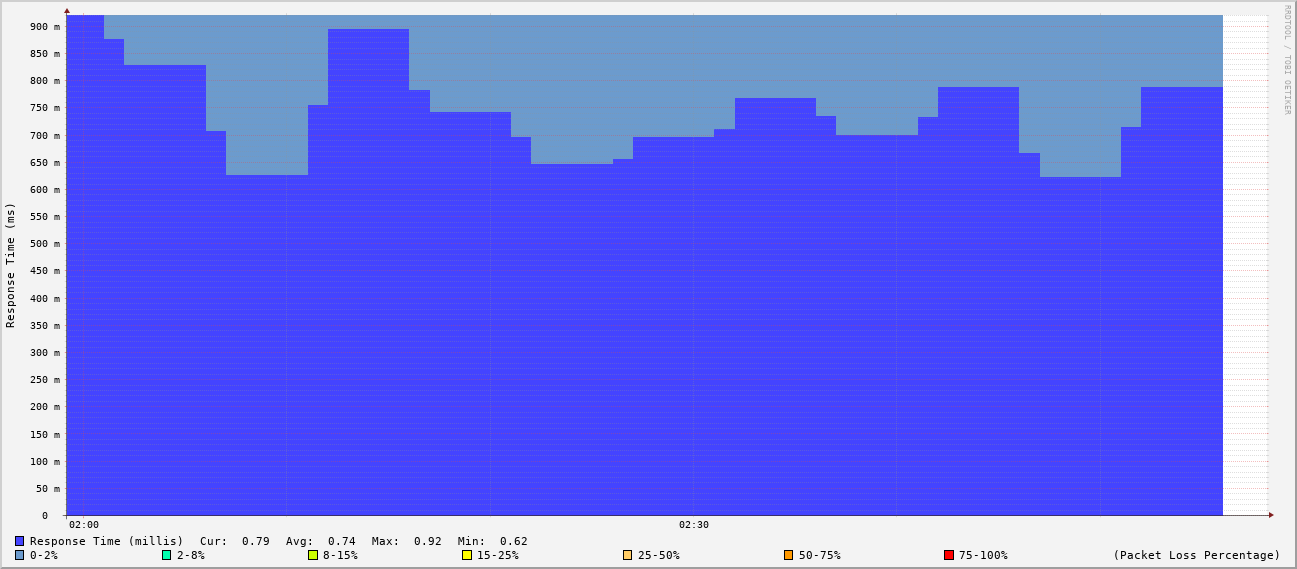 RRDTOOL / TOBI OETIKER
Response Time (ms)
900 m
850 m
800 m
750 m
700 m
650 m
600 m
550 m
500 m
450 m
400 m
350 m
300 m
250 m
200 m
150 m
100 m
50 m
0
02:00 02:30
Response Time (millis) Cur: 0.79 Avg: 0.74 Max: 0.92 Min: 0.62
0-2% 2-8% 8-15% 15-25% 25-50% 50-75% 75-100% (Packet Loss Percentage)